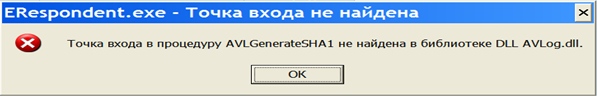 ERespondent.exe - Точка входа не найдена
Точка входа в процедуру AVLGenerateSHA1 не найдена в библиотеке DLL AVLog.dll.
OK